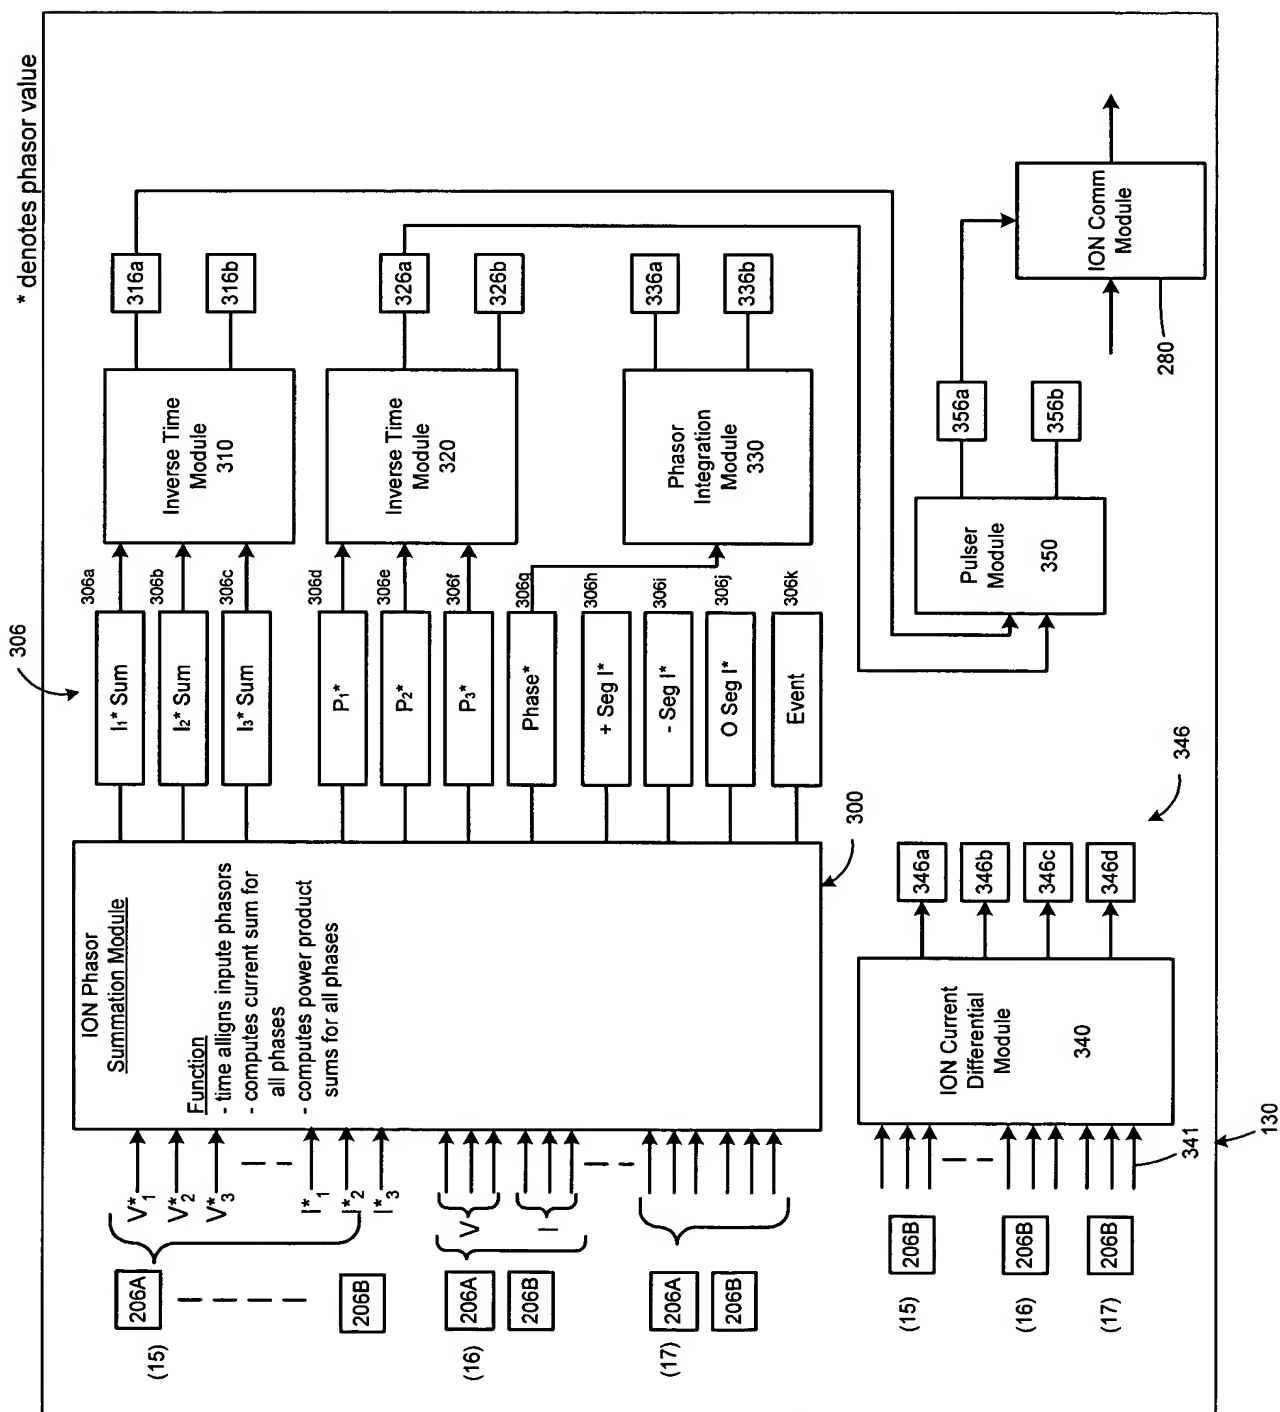 * denotes phasor value
306
ION Phasor
Summation Module
Function
- time alligns inpute phasors
- computes current sum for
all phases
- computes power product
sums for all phases
300
(15)
206A
206B
V*1
V*2
V*3
I*1
I*2
I*3
(16)
206A
206B
V
I
(17)
206A
206B
I1* Sum
306a
I2* Sum
306b
I3* Sum
306c
P1*
306d
P2*
306e
P3*
306f
Phase*
306g
+ Seg I*
306h
- Seg I*
306i
O Seg I*
306j
Event
306k
Inverse Time
Module
310
316a
316b
Inverse Time
Module
320
326a
326b
Phasor
Integration
Module
330
336a
336b
(15)
206B
(16)
206B
(17)
206B
341
130
ION Current
Differential
Module
340
346a
346b
346c
346d
346
Pulser
Module
350
356a
356b
ION Comm
Module
280